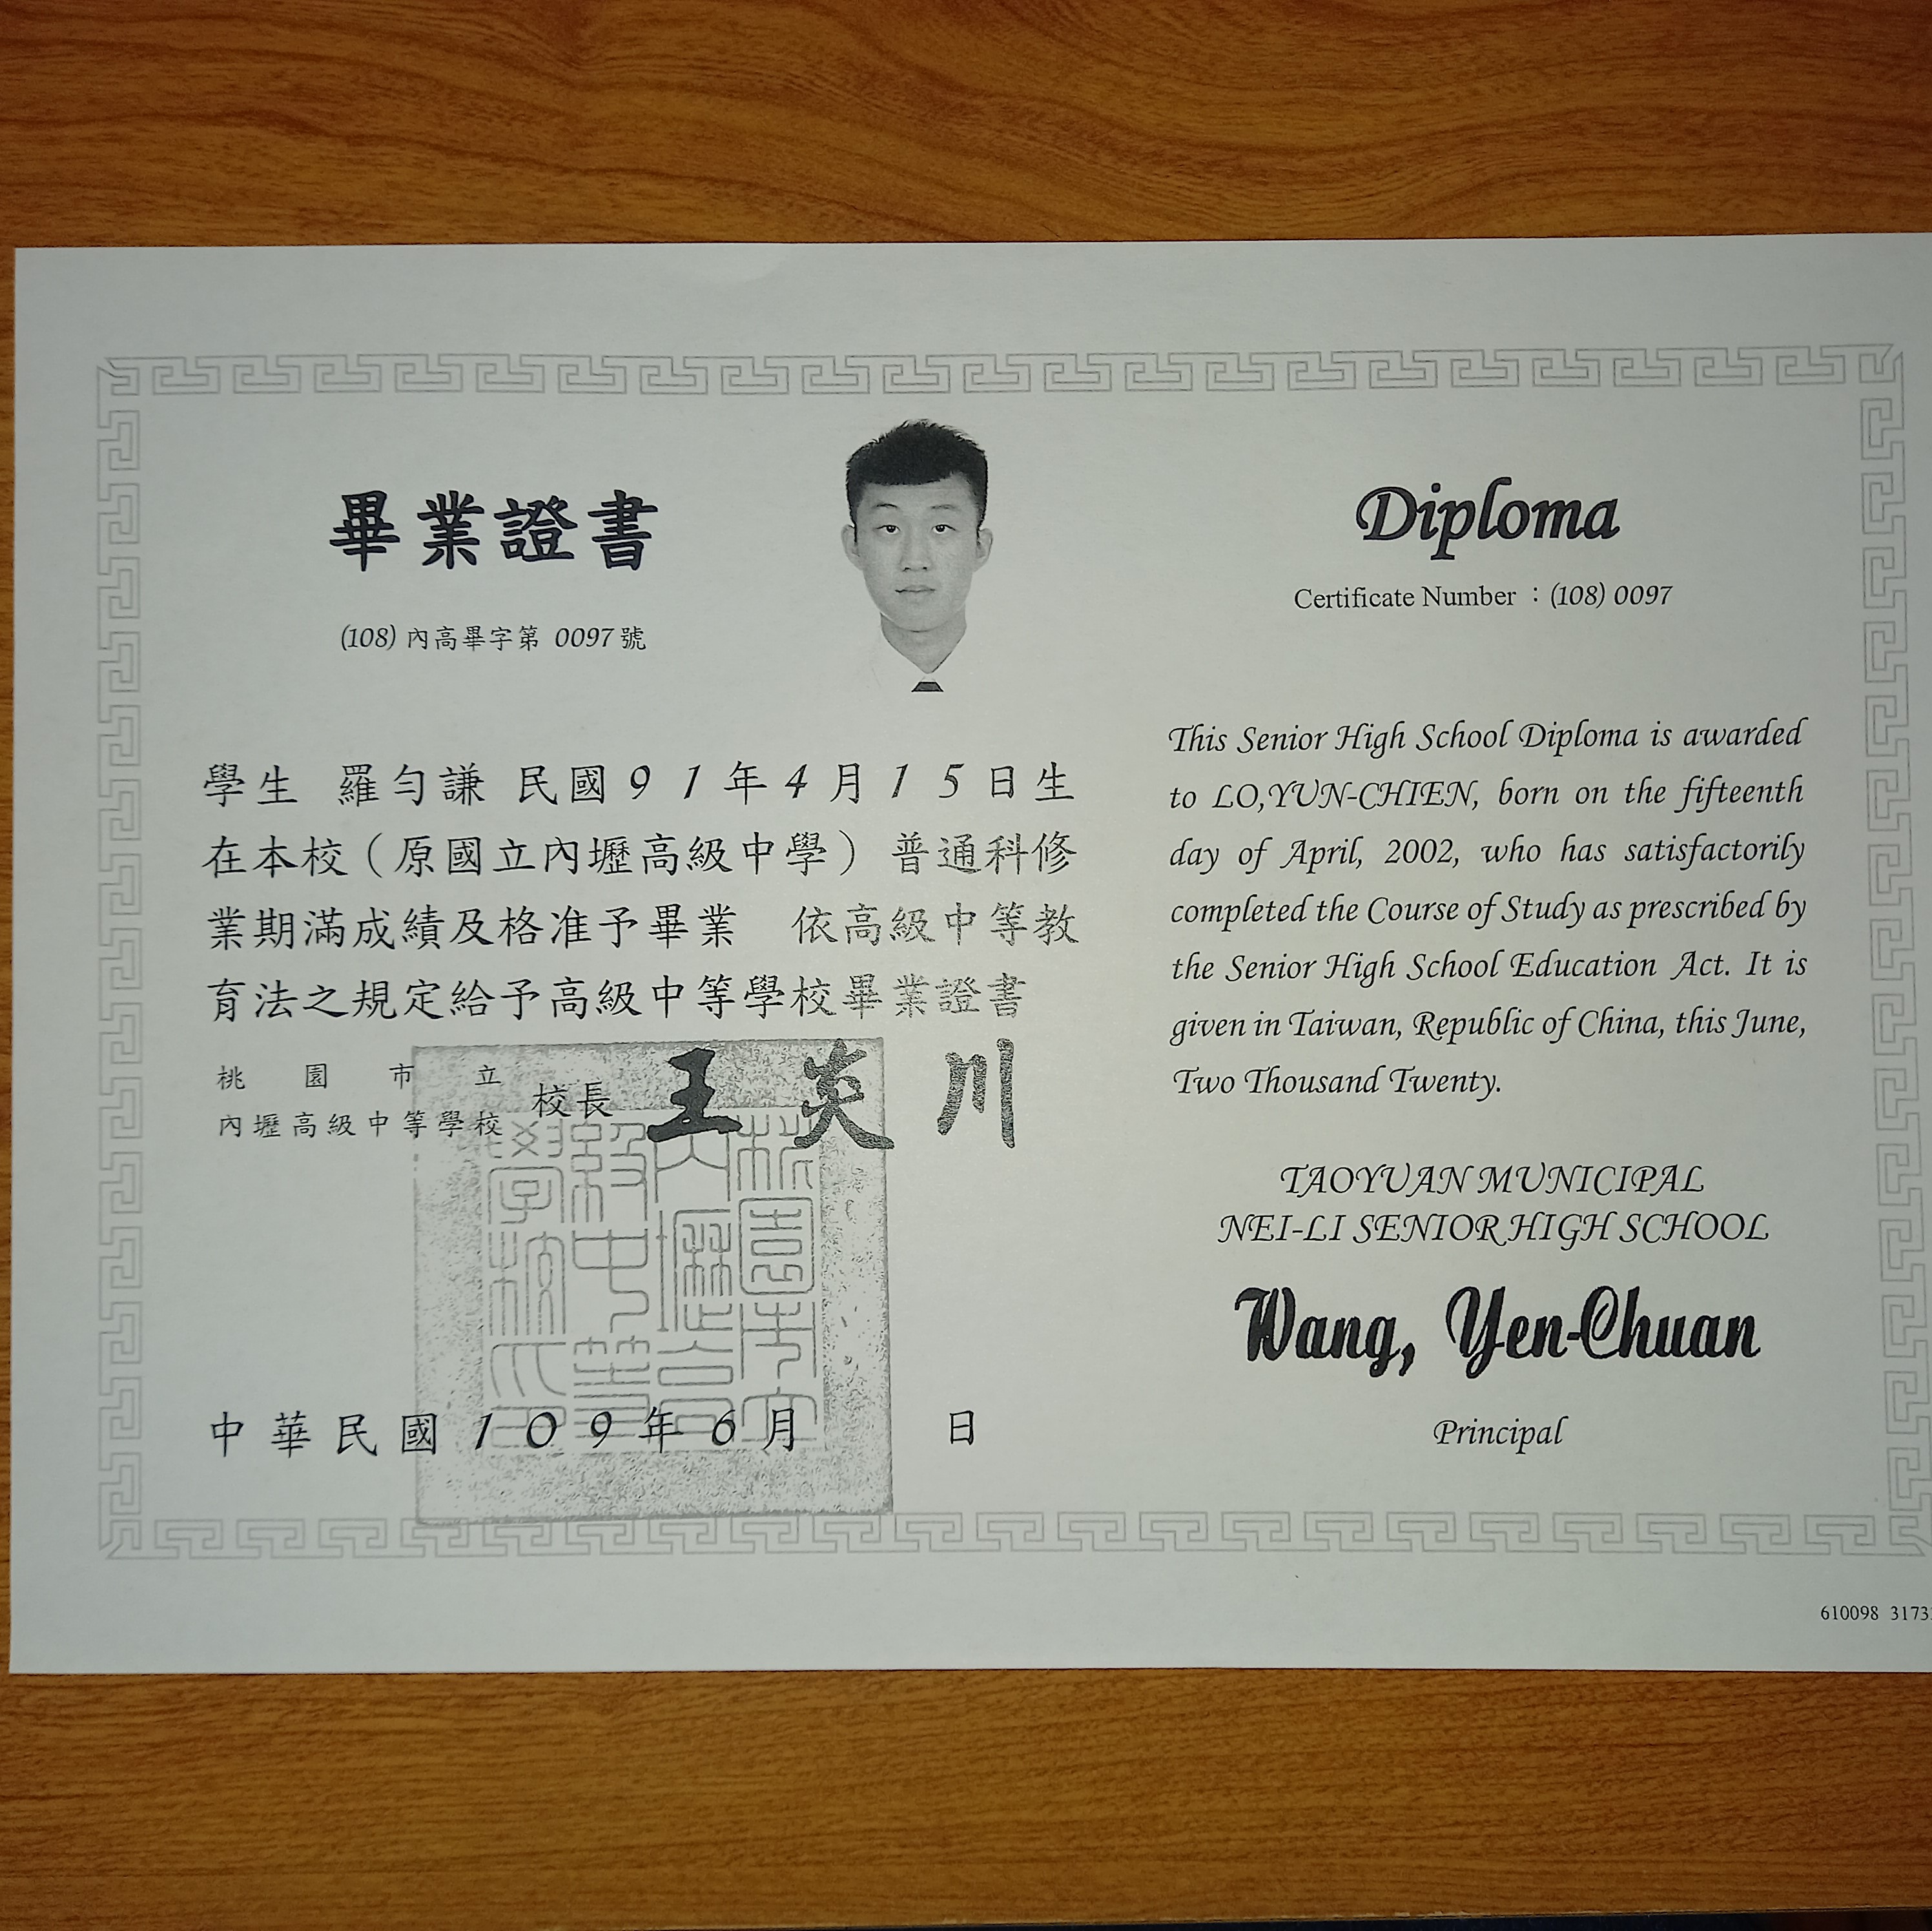 畢業證書
(108) 內高畢字第 0097號
學生 羅勻謙 民國91年4月15日生
在本校(原國立內壢高級中學)普通科修
業期滿成績及格准予畢業 依高級中等教
育法之規定給予高級中等學校畢業證書
桃園市立
內壢高級中等學校
校長 王炎川
桃園市立內壢高級中等學校印
中華民國109年6月 日
Diploma
Certificate Number:(108) 0097
This Senior High School Diploma is awarded
to LO,YUN-CHIEN, born on the fifteenth
day of April, 2002, who has satisfactorily
completed the Course of Study as prescribed by
the Senior High School Education Act. It is
given in Taiwan, Republic of China, this June,
Two Thousand Twenty.
TAOYUAN MUNICIPAL
NEI-LI SENIOR HIGH SCHOOL
Wang, Yen-Chuan
Principal
610098 3173